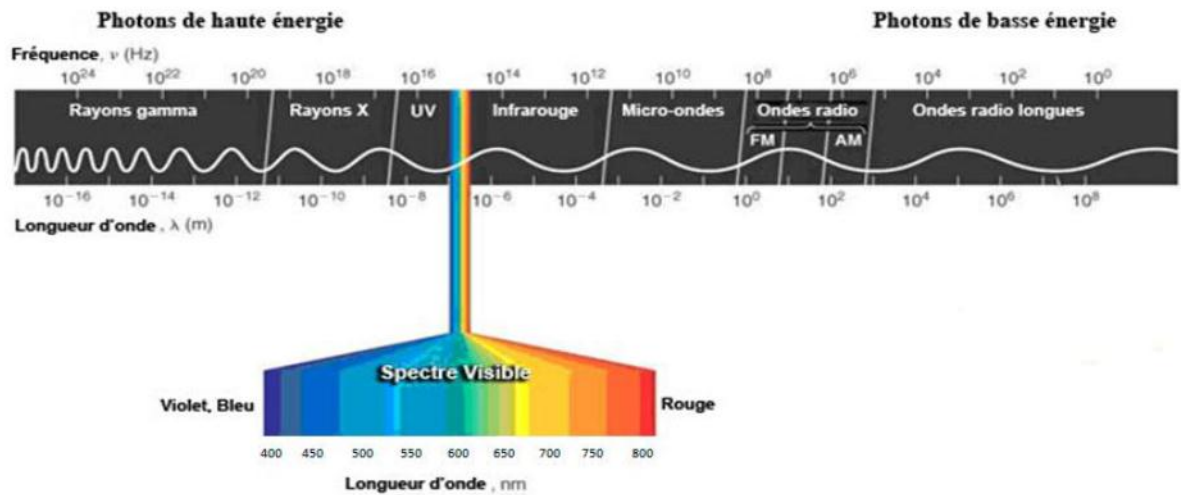 Photons de haute énergie Photons de basse énergie
Fréquence, ν (Hz)
10²⁴ 10²² 10²⁰ 10¹⁸ 10¹⁶ 10¹⁴ 10¹² 10¹⁰ 10⁸ 10⁶ 10⁴ 10² 10⁰
Rayons gamma Rayons X UV Infrarouge Micro-ondes Ondes radio Ondes radio longues
FM AM
10⁻¹⁶ 10⁻¹⁴ 10⁻¹² 10⁻¹⁰ 10⁻⁸ 10⁻⁶ 10⁻⁴ 10⁻² 10⁰ 10² 10⁴ 10⁶ 10⁸
Longueur d'onde , λ (m)
Spectre Visible
Violet, Bleu Rouge
400 450 500 550 600 650 700 750 800
Longueur d'onde , nm